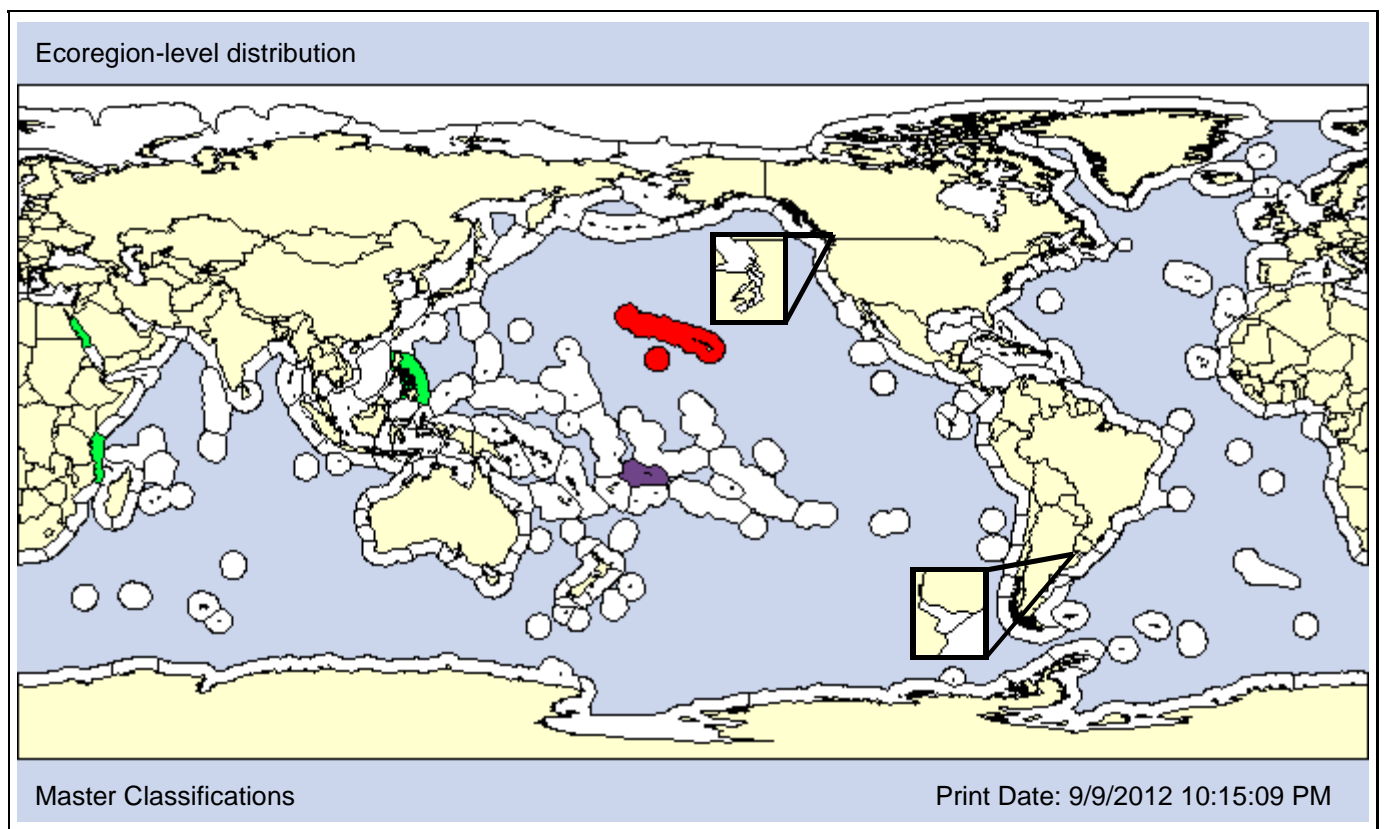 Ecoregion-level distribution
Master Classifications
Print Date: 9/9/2012 10:15:09 PM